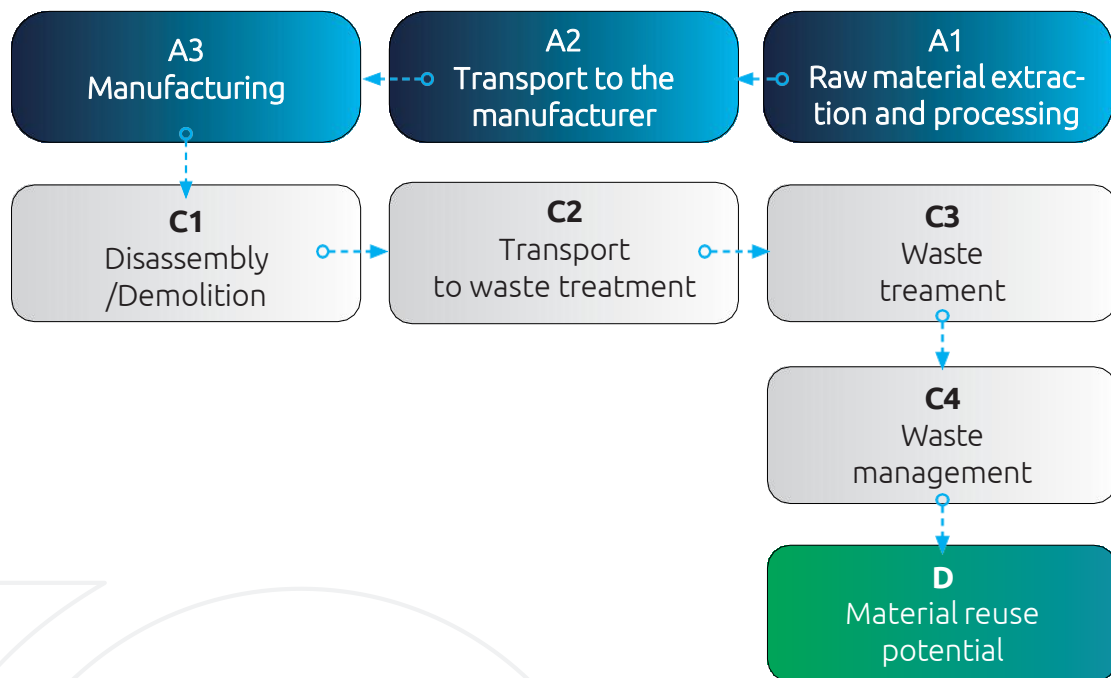 A3
Manufacturing
A2
Transport to the
manufacturer
A1
Raw material extrac-
tion and processing
C1
Disassembly
/Demolition
C2
Transport
to waste treatment
C3
Waste
treament
C4
Waste
management
D
Material reuse
potential